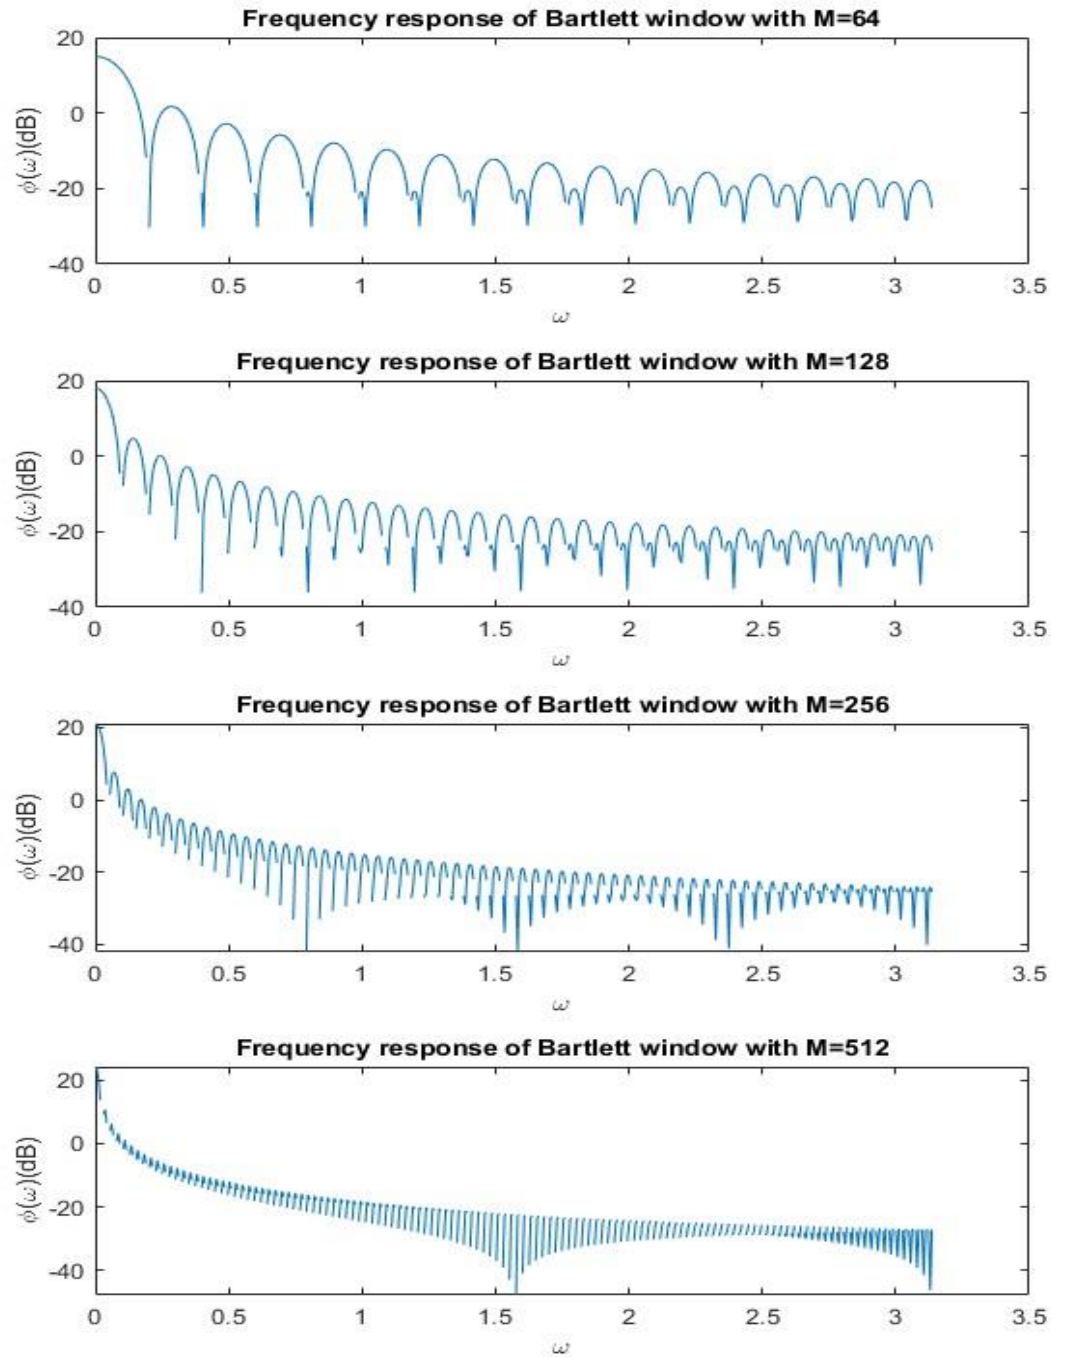 Frequency response of Bartlett window with M=64
20
0
-20
-40
ϕ(ω)(dB)
0 0.5 1 1.5 2 2.5 3 3.5
ω
Frequency response of Bartlett window with M=128
20
0
-20
-40
ϕ(ω)(dB)
0 0.5 1 1.5 2 2.5 3 3.5
ω
Frequency response of Bartlett window with M=256
20
0
-20
-40
ϕ(ω)(dB)
0 0.5 1 1.5 2 2.5 3 3.5
ω
Frequency response of Bartlett window with M=512
20
0
-20
-40
ϕ(ω)(dB)
0 0.5 1 1.5 2 2.5 3 3.5
ω